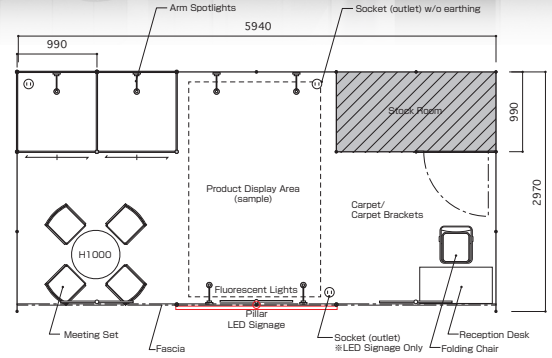 Arm Spotlights
Socket (outlet) w/o earthing
5940
990
Stock Room
990
2970
Product Display Area
(sample)
Carpet/
Carpet Brackets
H1000
Fluorescent Lights
Pillar
LED Signage
Meeting Set
Fascia
Socket (outlet)
※LED Signage Only
Reception Desk
Folding Chair